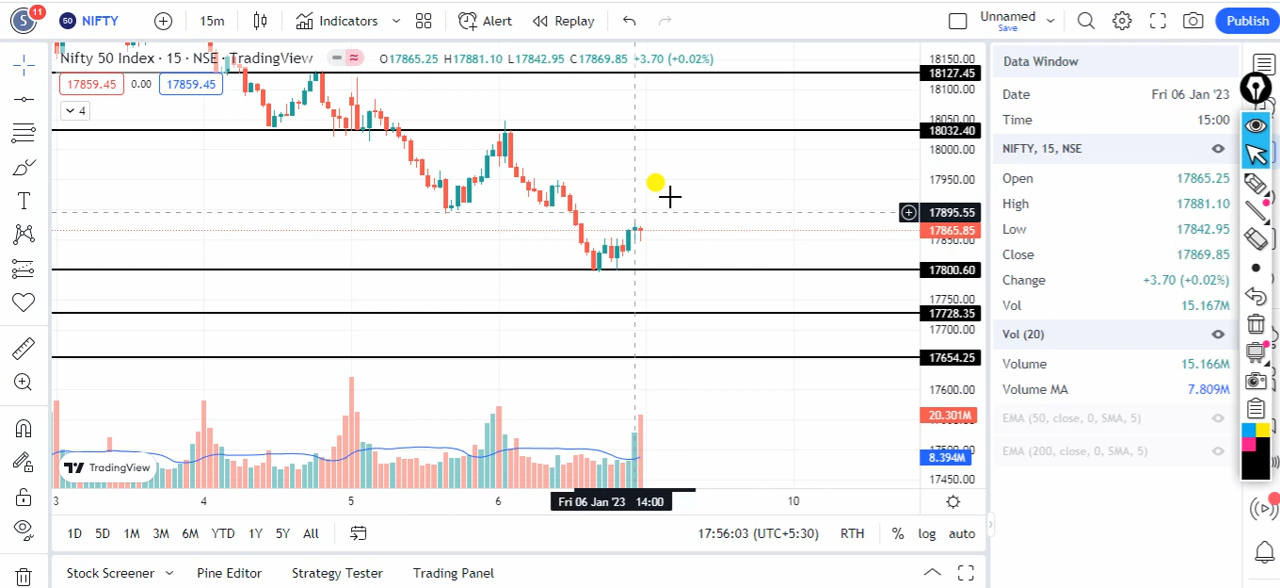 S 11 50 NIFTY 15m Indicators Alert Replay Unnamed Save Publish
Nifty 50 Index · 15 · NSE · TradingView O17865.25 H17881.10 L17842.95 C17869.85 +3.70 (+0.02%)
17859.45 0.00 17859.45
4
18150.00
18127.45
18100.00
18050.00
18032.40
18000.00
17950.00
17895.55
17865.85
17850.00
17800.60
17750.00
17728.35
17700.00
17654.25
17600.00
20.301M
8.394M
17450.00
TradingView
3 4 5 6 Fri 06 Jan '23 14:00 10
1D 5D 1M 3M 6M YTD 1Y 5Y All 17:56:03 (UTC+5:30) RTH % log auto
Stock Screener Pine Editor Strategy Tester Trading Panel
Data Window
Date Fri 06 Jan '23
Time 15:00
NIFTY, 15, NSE
Open 17865.25
High 17881.10
Low 17842.95
Close 17869.85
Change +3.70 (+0.02%)
Vol 15.167M
Vol (20)
Volume 15.166M
Volume MA 7.809M
EMA (50, close, 0, SMA, 5)
EMA (200, close, 0, SMA, 5)